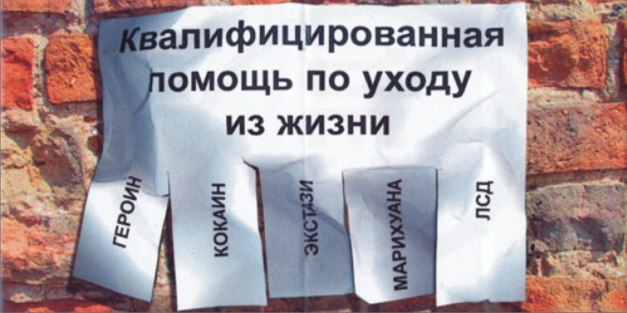 Квалифицированная
помощь по уходу
из жизни
ГЕРОИН
КОКАИН
ЭКСТАЗИ
МАРИХУАНА
ЛСД